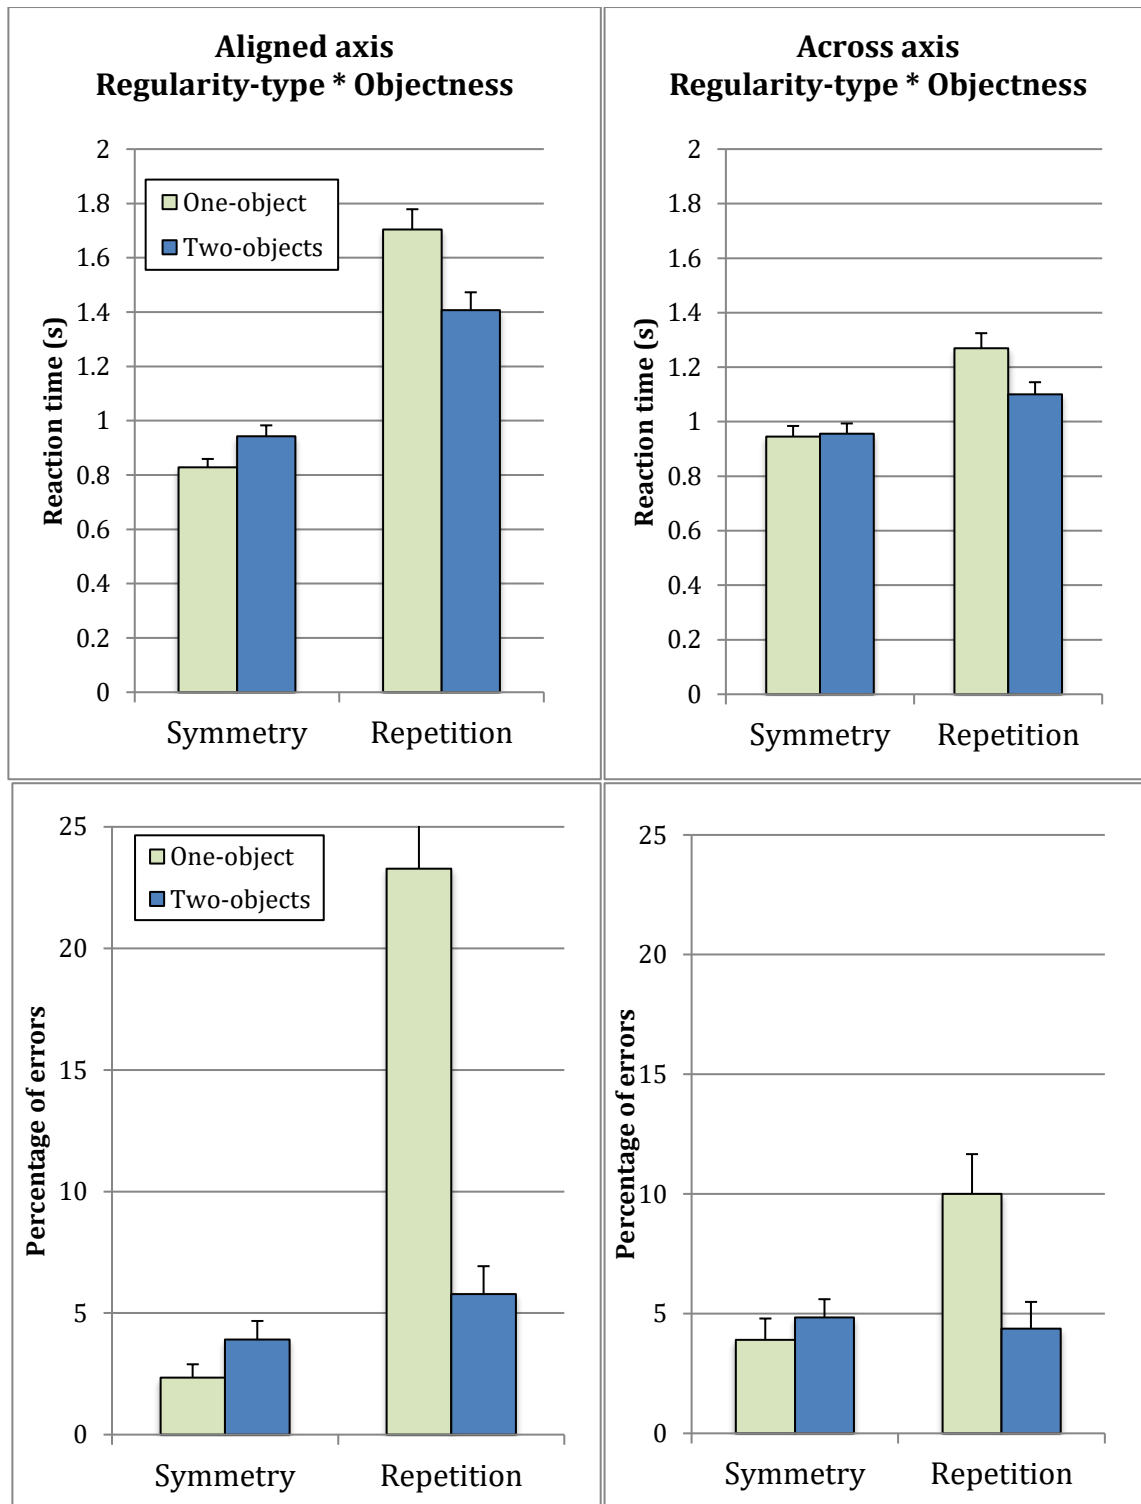 Aligned axis
Regularity-type * Objectness
Reaction time (s)
2
1.8
1.6
1.4
1.2
1
0.8
0.6
0.4
0.2
0
One-object
Two-objects
Symmetry Repetition
Across axis
Regularity-type * Objectness
Reaction time (s)
2
1.8
1.6
1.4
1.2
1
0.8
0.6
0.4
0.2
0
Symmetry Repetition
Percentage of errors
25
20
15
10
5
0
One-object
Two-objects
Symmetry Repetition
Percentage of errors
25
20
15
10
5
0
Symmetry Repetition